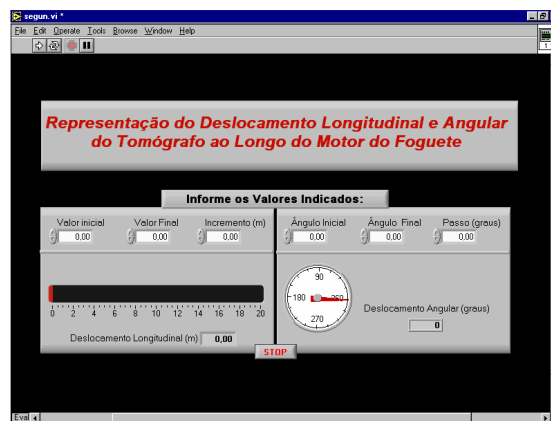 segun.vi *
File Edit Operate Tools Browse Window Help
1
Representação do Deslocamento Longitudinal e Angular
do Tomógrafo ao Longo do Motor do Foguete
Informe os Valores Indicados:
Valor inicial Valor Final Incremento (m) Ângulo Inicial Ângulo Final Passo (graus)
0,00 0,00 0,00 0,00 0,00 0,00
90
180 360
270
0 2 4 6 8 10 12 14 16 18 20
Deslocamento Angular (graus)
0
Deslocamento Longitudinal (m) 0,00
STOP
Eval